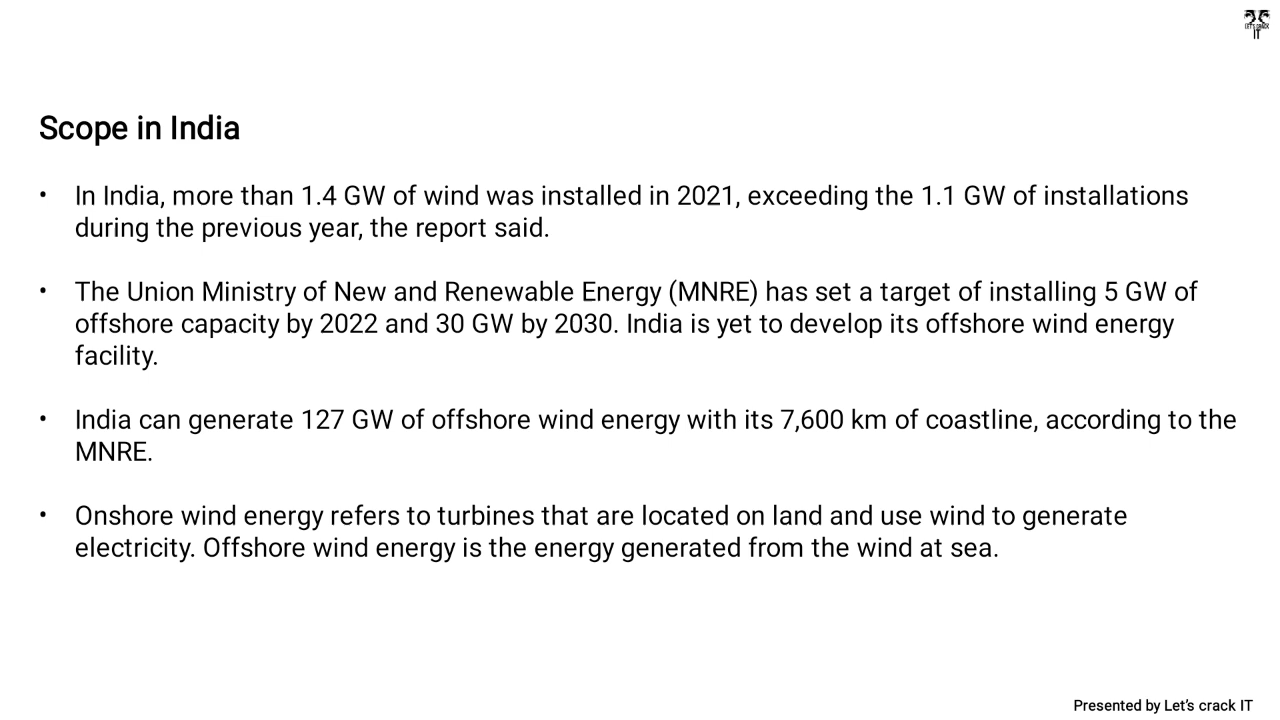 LET'S CRACK
IT
Scope in India
• In India, more than 1.4 GW of wind was installed in 2021, exceeding the 1.1 GW of installations
during the previous year, the report said.
• The Union Ministry of New and Renewable Energy (MNRE) has set a target of installing 5 GW of
offshore capacity by 2022 and 30 GW by 2030. India is yet to develop its offshore wind energy
facility.
• India can generate 127 GW of offshore wind energy with its 7,600 km of coastline, according to the
MNRE.
• Onshore wind energy refers to turbines that are located on land and use wind to generate
electricity. Offshore wind energy is the energy generated from the wind at sea.
Presented by Let’s crack IT